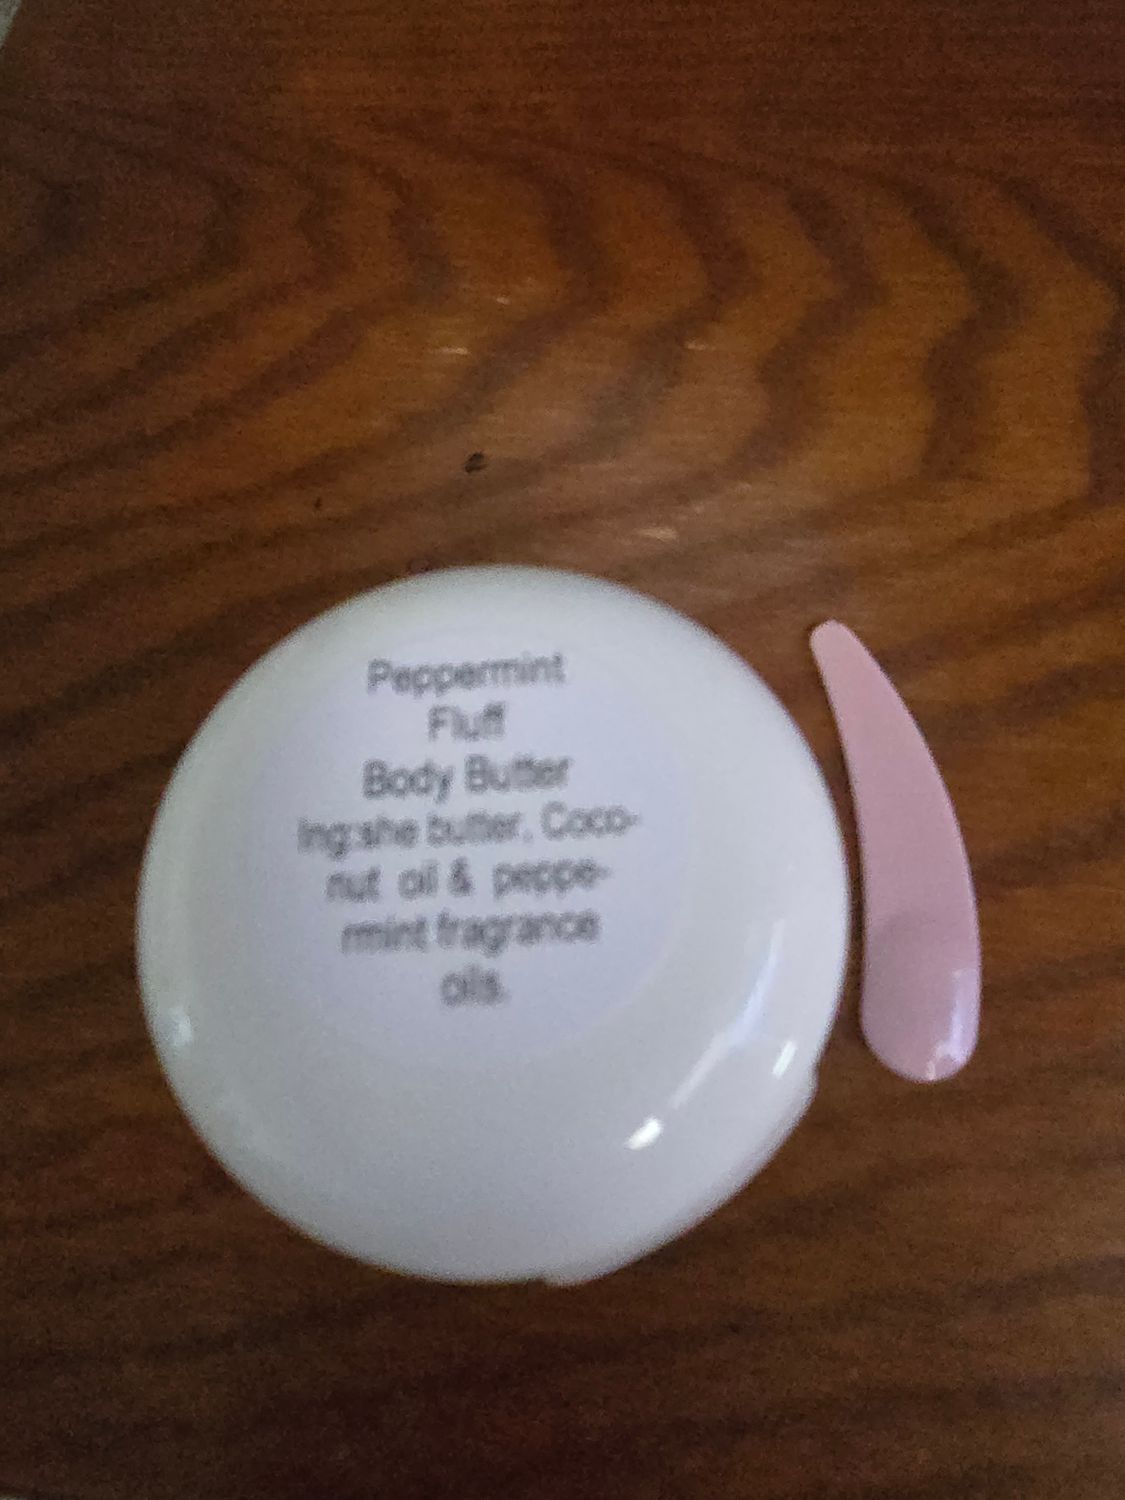 Peppermint
Fluff
Body Butter
Ing:she butter, Coco-
nut oil & peppe-
rmint fragrance
oils.